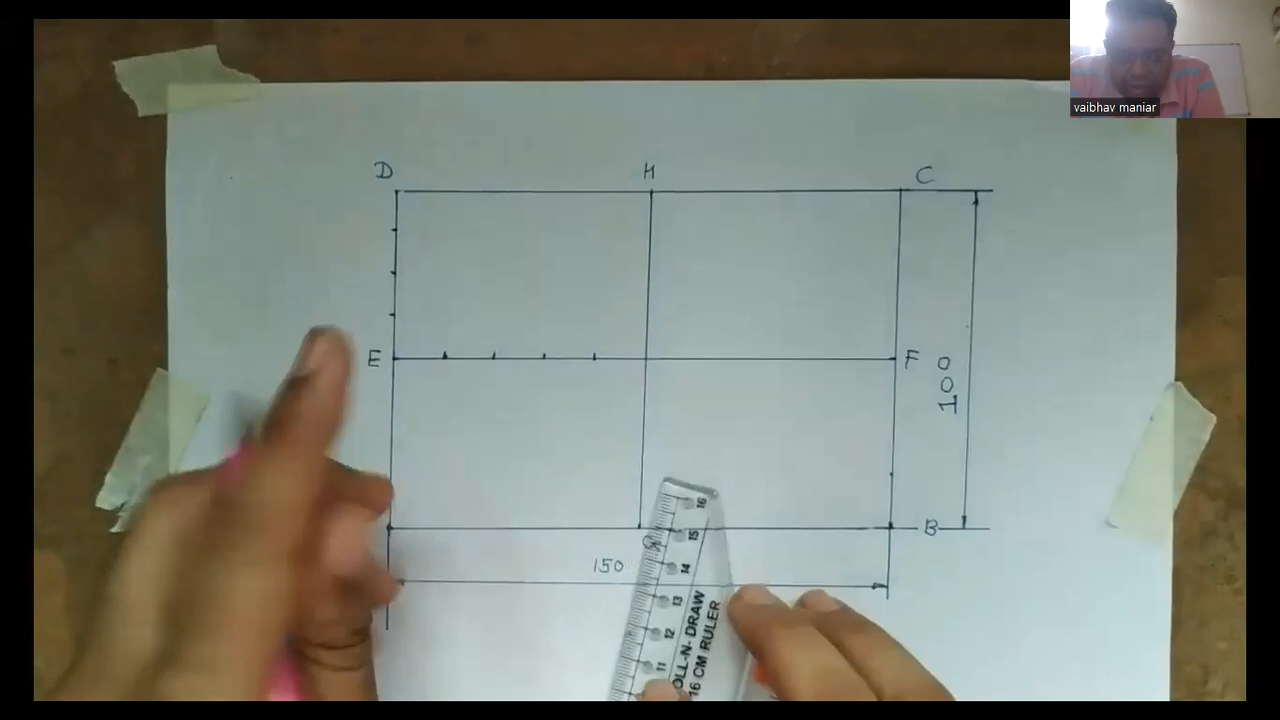 vaibhav maniar
D H C
E F
100
G B
150
16
15
14
13
12
11
ROLL-N-DRAW
16 CM RULER